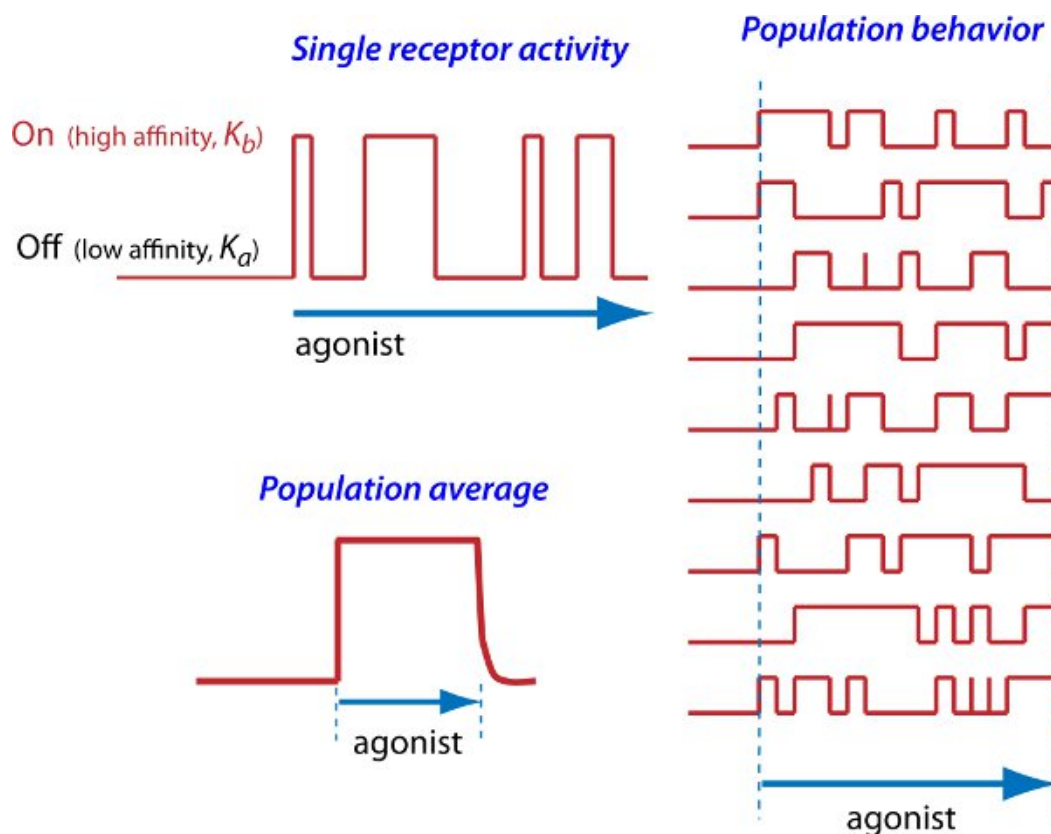 Single receptor activity
Population behavior
On (high affinity, Kb)
Off (low affinity, Ka)
agonist
Population average
agonist
agonist